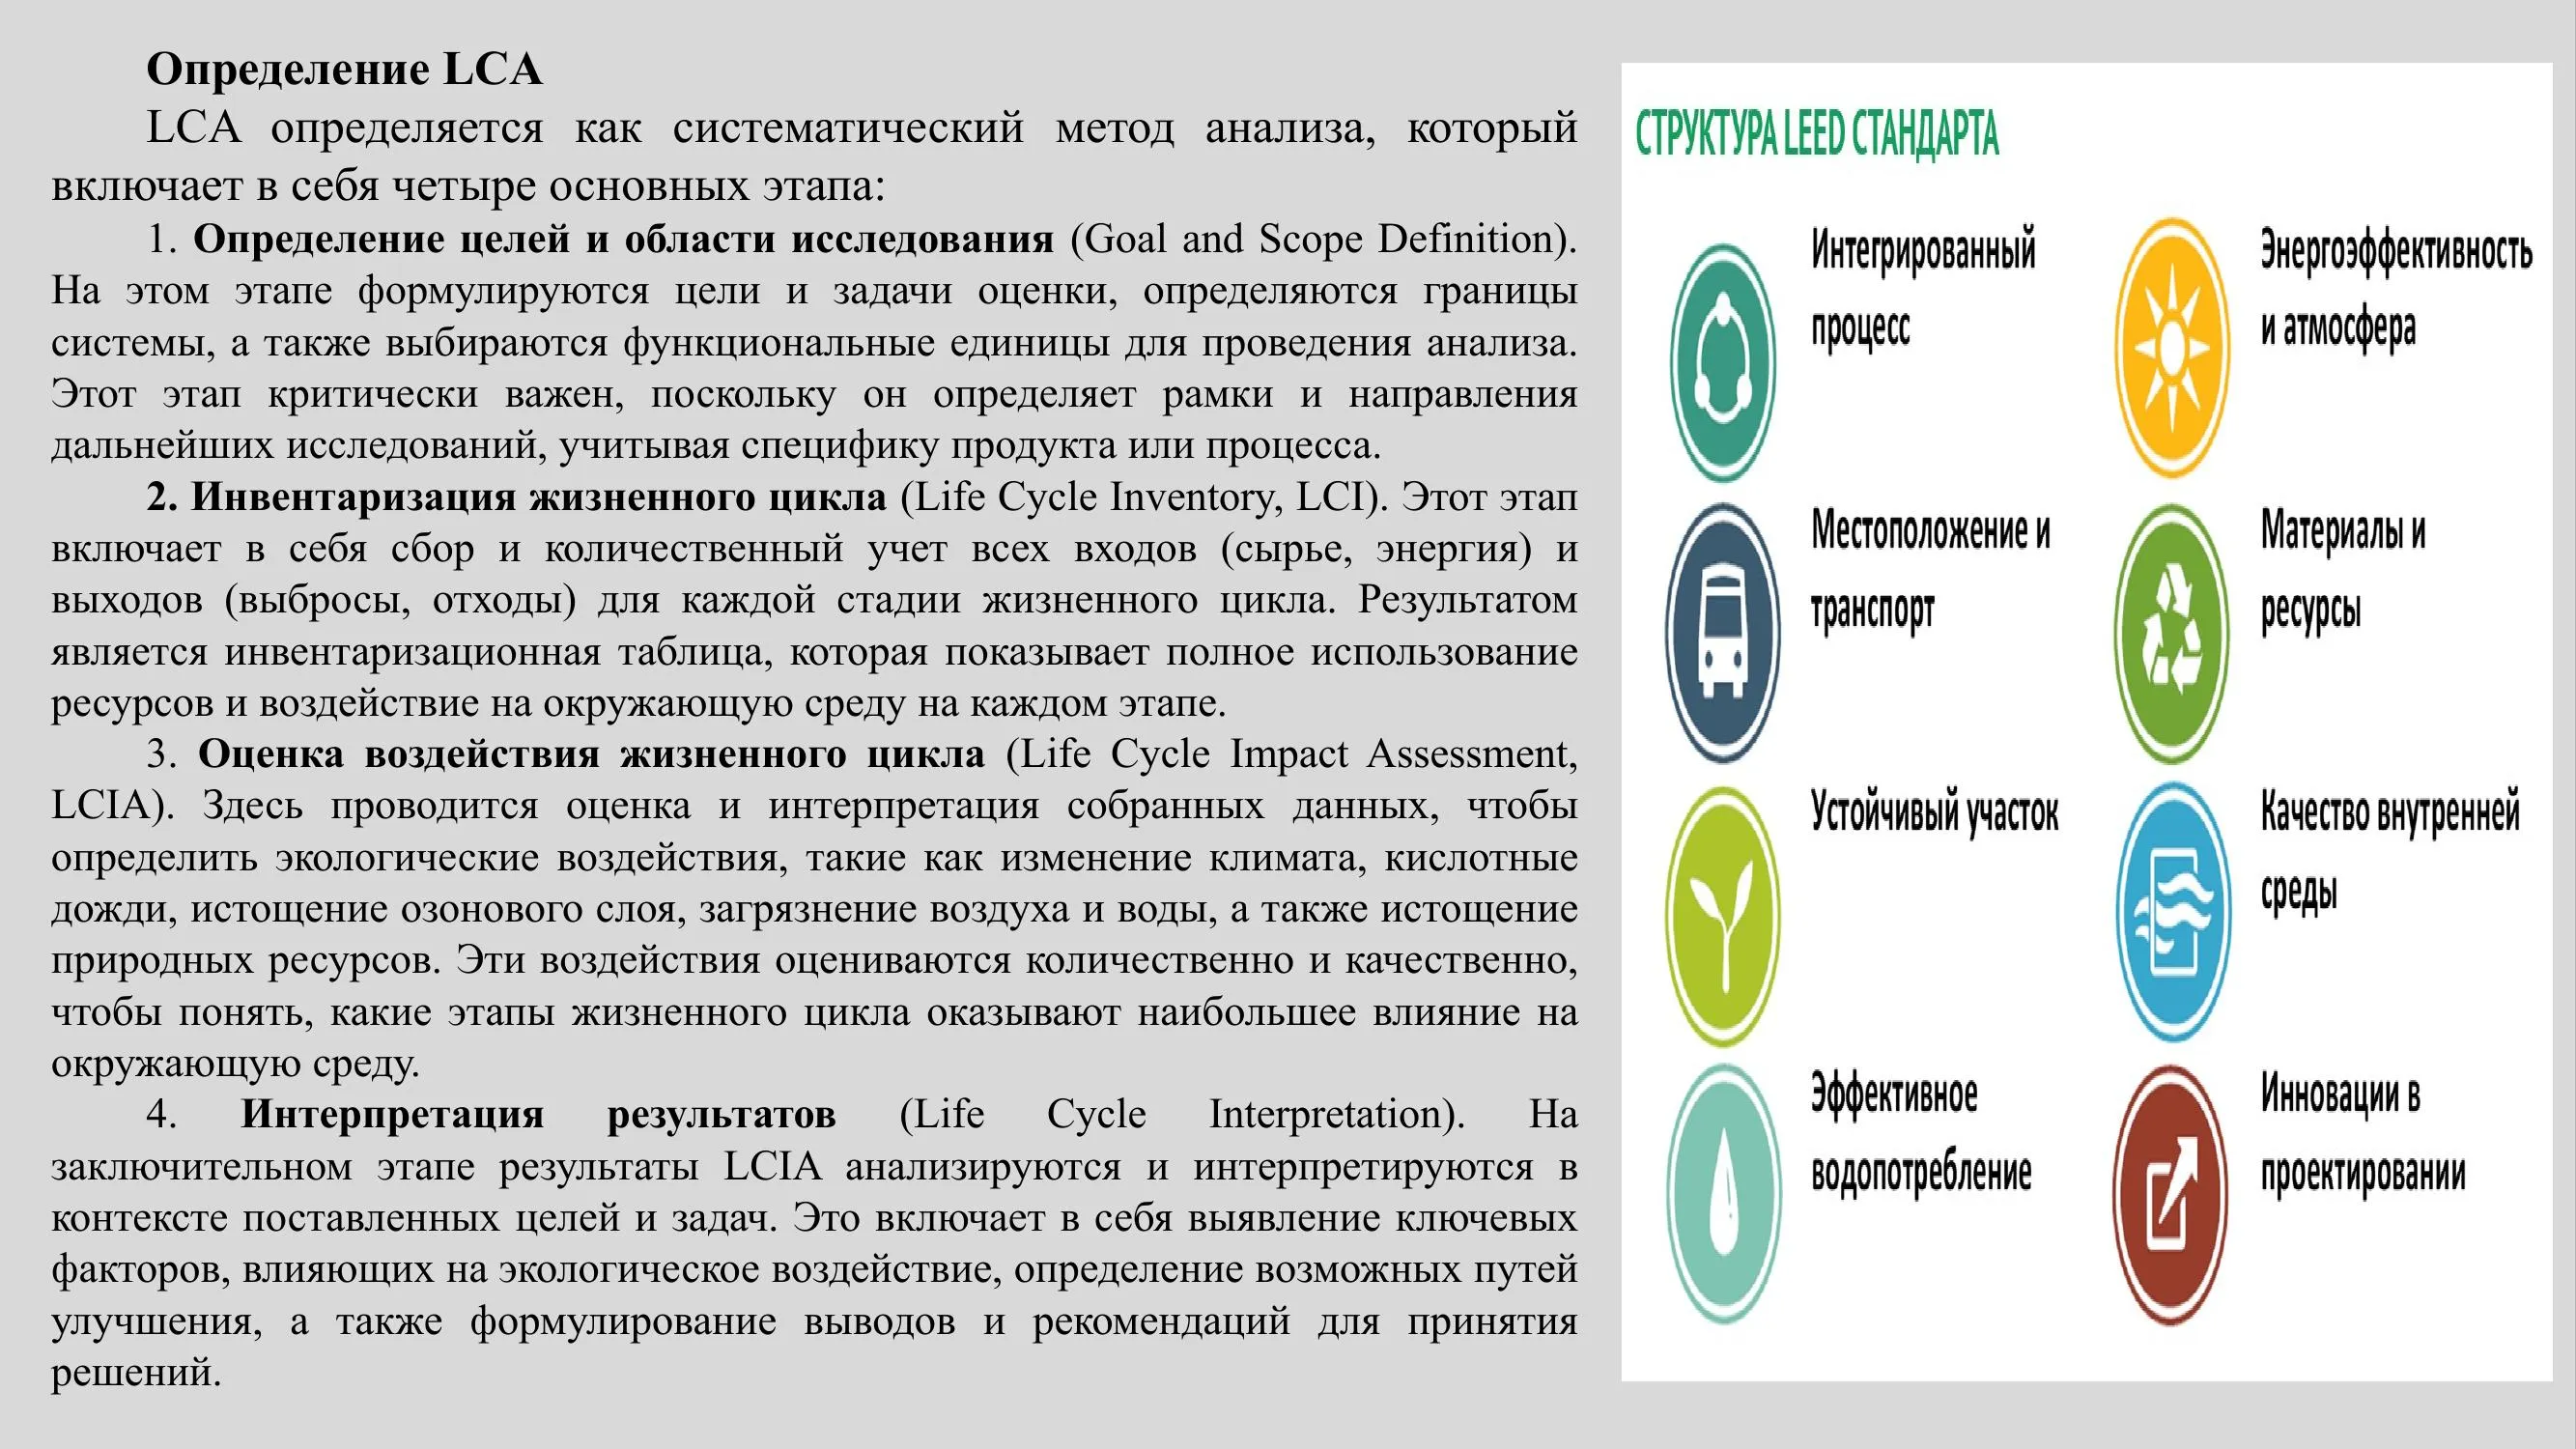 Определение LCA
LCA определяется как систематический метод анализа, который
включает в себя четыре основных этапа:
1. Определение целей и области исследования (Goal and Scope Definition).
На этом этапе формулируются цели и задачи оценки, определяются границы
системы, а также выбираются функциональные единицы для проведения анализа.
Этот этап критически важен, поскольку он определяет рамки и направления
дальнейших исследований, учитывая специфику продукта или процесса.
2. Инвентаризация жизненного цикла (Life Cycle Inventory, LCI). Этот этап
включает в себя сбор и количественный учет всех входов (сырье, энергия) и
выходов (выбросы, отходы) для каждой стадии жизненного цикла. Результатом
является инвентаризационная таблица, которая показывает полное использование
ресурсов и воздействие на окружающую среду на каждом этапе.
3. Оценка воздействия жизненного цикла (Life Cycle Impact Assessment,
LCIA). Здесь проводится оценка и интерпретация собранных данных, чтобы
определить экологические воздействия, такие как изменение климата, кислотные
дожди, истощение озонового слоя, загрязнение воздуха и воды, а также истощение
природных ресурсов. Эти воздействия оцениваются количественно и качественно,
чтобы понять, какие этапы жизненного цикла оказывают наибольшее влияние на
окружающую среду.
4. Интерпретация результатов (Life Cycle Interpretation). На
заключительном этапе результаты LCIA анализируются и интерпретируются в
контексте поставленных целей и задач. Это включает в себя выявление ключевых
факторов, влияющих на экологическое воздействие, определение возможных путей
улучшения, а также формулирование выводов и рекомендаций для принятия
решений.
СТРУКТУРА LEED СТАНДАРТА
Интегрированный
процесс
Энергоэффективность
и атмосфера
Местоположение и
транспорт
Материалы и
ресурсы
Устойчивый участок
Качество внутренней
среды
Эффективное
водопотребление
Инновации в
проектировании